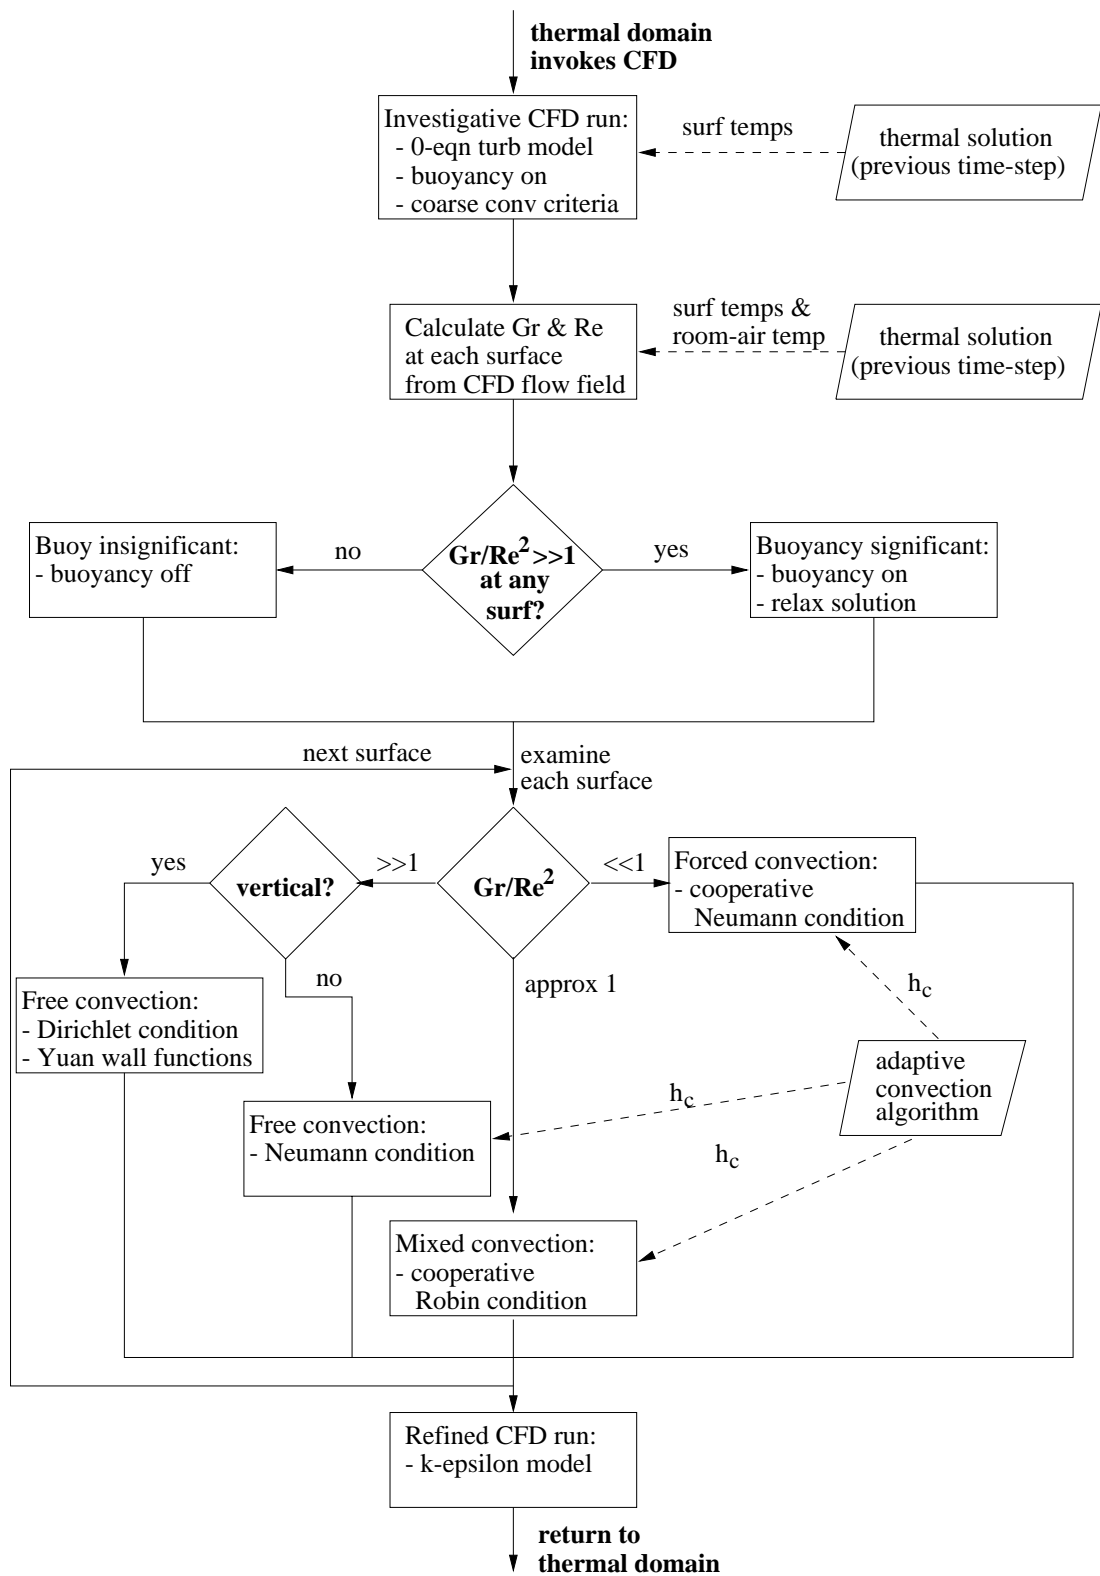 thermal domain
invokes CFD
Investigative CFD run:
- 0-eqn turb model
- buoyancy on
- coarse conv criteria
surf temps
thermal solution
(previous time-step)
Calculate Gr & Re
at each surface
from CFD flow field
surf temps &
room-air temp
thermal solution
(previous time-step)
Buoy insignificant:
- buoyancy off
no
Gr/Re²>>1
at any
surf?
yes
Buoyancy significant:
- buoyancy on
- relax solution
next surface
examine
each surface
yes
vertical?
>>1
Gr/Re²
<<1
Forced convection:
- cooperative
Neumann condition
no
approx 1
h_c
Free convection:
- Dirichlet condition
- Yuan wall functions
adaptive
convection
algorithm
h_c
Free convection:
- Neumann condition
h_c
Mixed convection:
- cooperative
Robin condition
Refined CFD run:
- k-epsilon model
return to
thermal domain